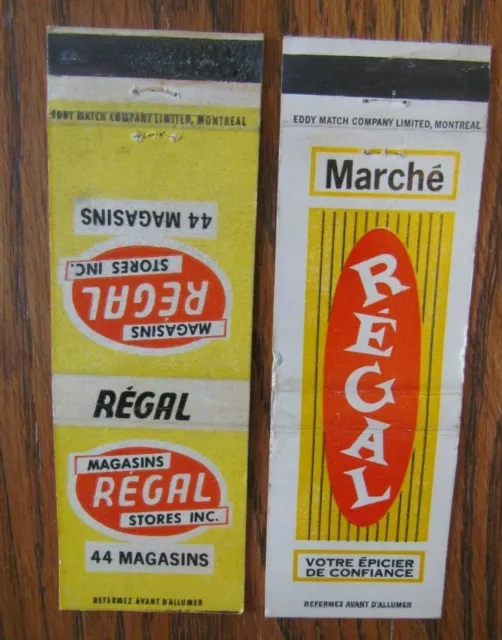 EDDY MATCH COMPANY LIMITED, MONTREAL
44 MAGASINS
MAGASINS
RÉGAL
STORES INC.
RÉGAL
MAGASINS
RÉGAL
STORES INC.
44 MAGASINS
REFERMEZ AVANT D'ALLUMER
EDDY MATCH COMPANY LIMITED, MONTREAL
Marché
RÉGAL
VOTRE ÉPICIER
DE CONFIANCE
REFERMEZ AVANT D'ALLUMER